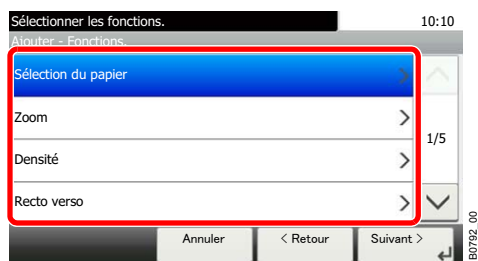 Sélectionner les fonctions. 10:10
Ajouter - Fonctions.
Sélection du papier
Zoom
1/5
Densité
Recto verso
Annuler < Retour Suivant >
B0792_00